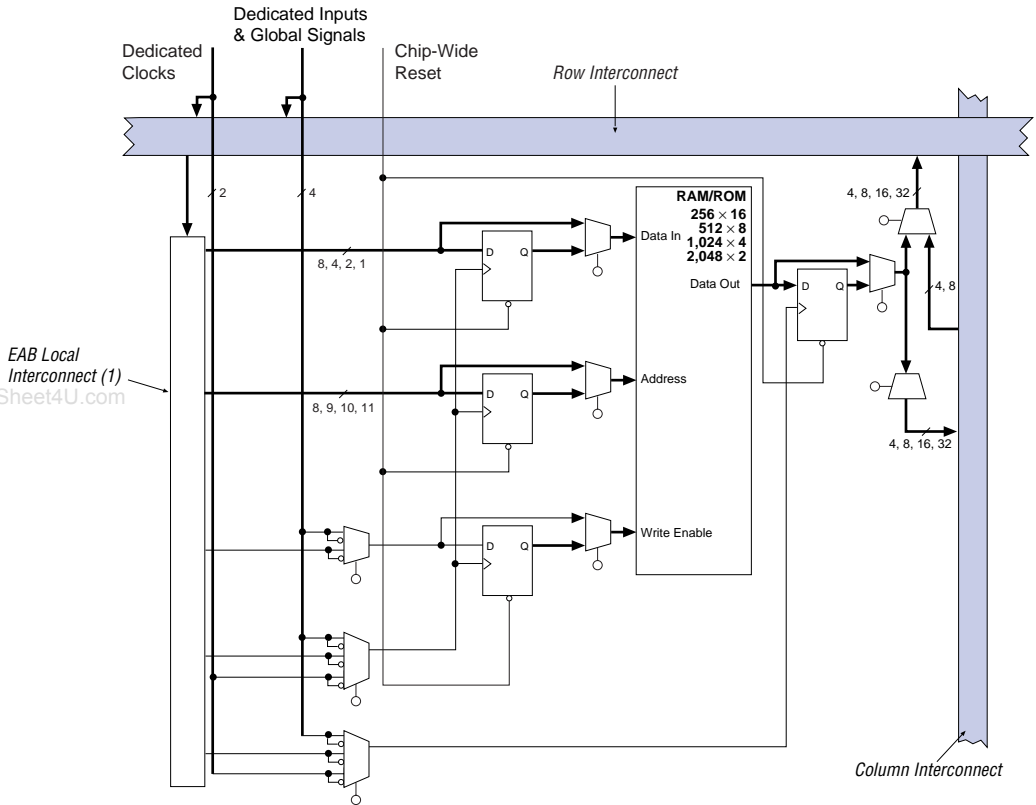 Dedicated Inputs
& Global Signals
Dedicated
Clocks
Chip-Wide
Reset
Row Interconnect
2
4
4, 8, 16, 32
RAM/ROM
256 × 16
512 × 8
1,024 × 4
2,048 × 2
Data In
D
Q
8, 4, 2, 1
Data Out
D
Q
4, 8
EAB Local
Interconnect (1)
Sheet4U.com
D
Q
Address
8, 9, 10, 11
4, 8, 16, 32
D
Q
Write Enable
Column Interconnect